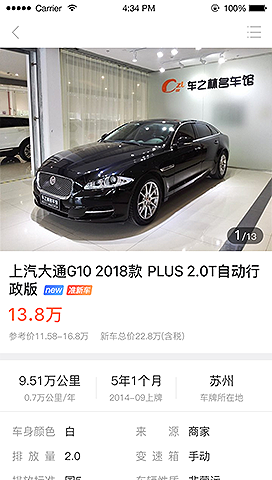 Carrier 4:34 PM 63%
车之林名车馆
1/13
上汽大通G10 2018款 PLUS 2.0T自动行
政版 new 准新车
13.8万
参考价11.58-16.8万 新车总价22.8万(含税)
9.51万公里 5年1个月 苏州
0.7万公里/年 2014-09上牌 车牌所在地
车身颜色 白 来源 商家
排放量 2.0 变速箱 手动